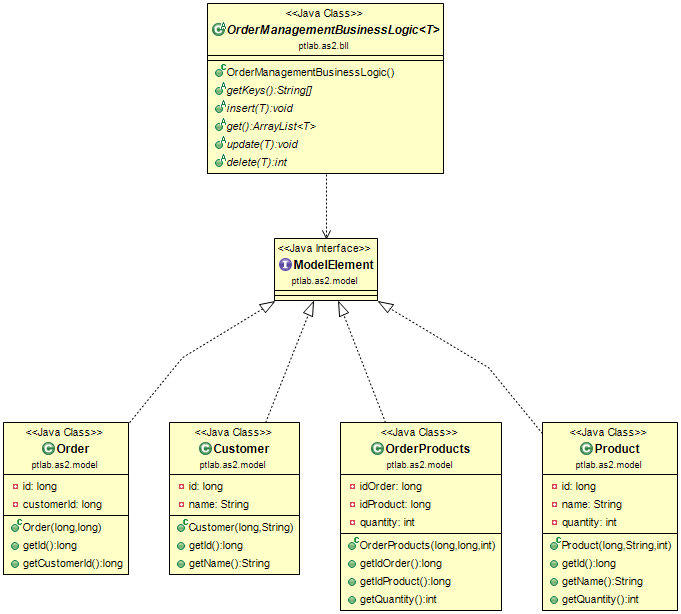 <<Java Class>>
OrderManagementBusinessLogic<T>
ptlab.as2.bll
OrderManagementBusinessLogic()
getKeys():String[]
insert(T):void
get():ArrayList<T>
update(T):void
delete(T):int
<<Java Interface>>
ModelElement
ptlab.as2.model
<<Java Class>>
Order
ptlab.as2.model
id: long
customerId: long
Order(long,long)
getId():long
getCustomerId():long
<<Java Class>>
Customer
ptlab.as2.model
id: long
name: String
Customer(long,String)
getId():long
getName():String
<<Java Class>>
OrderProducts
ptlab.as2.model
idOrder: long
idProduct: long
quantity: int
OrderProducts(long,long,int)
getIdOrder():long
getIdProduct():long
getQuantity():int
<<Java Class>>
Product
ptlab.as2.model
id: long
name: String
quantity: int
Product(long,String,int)
getId():long
getName():String
getQuantity():int